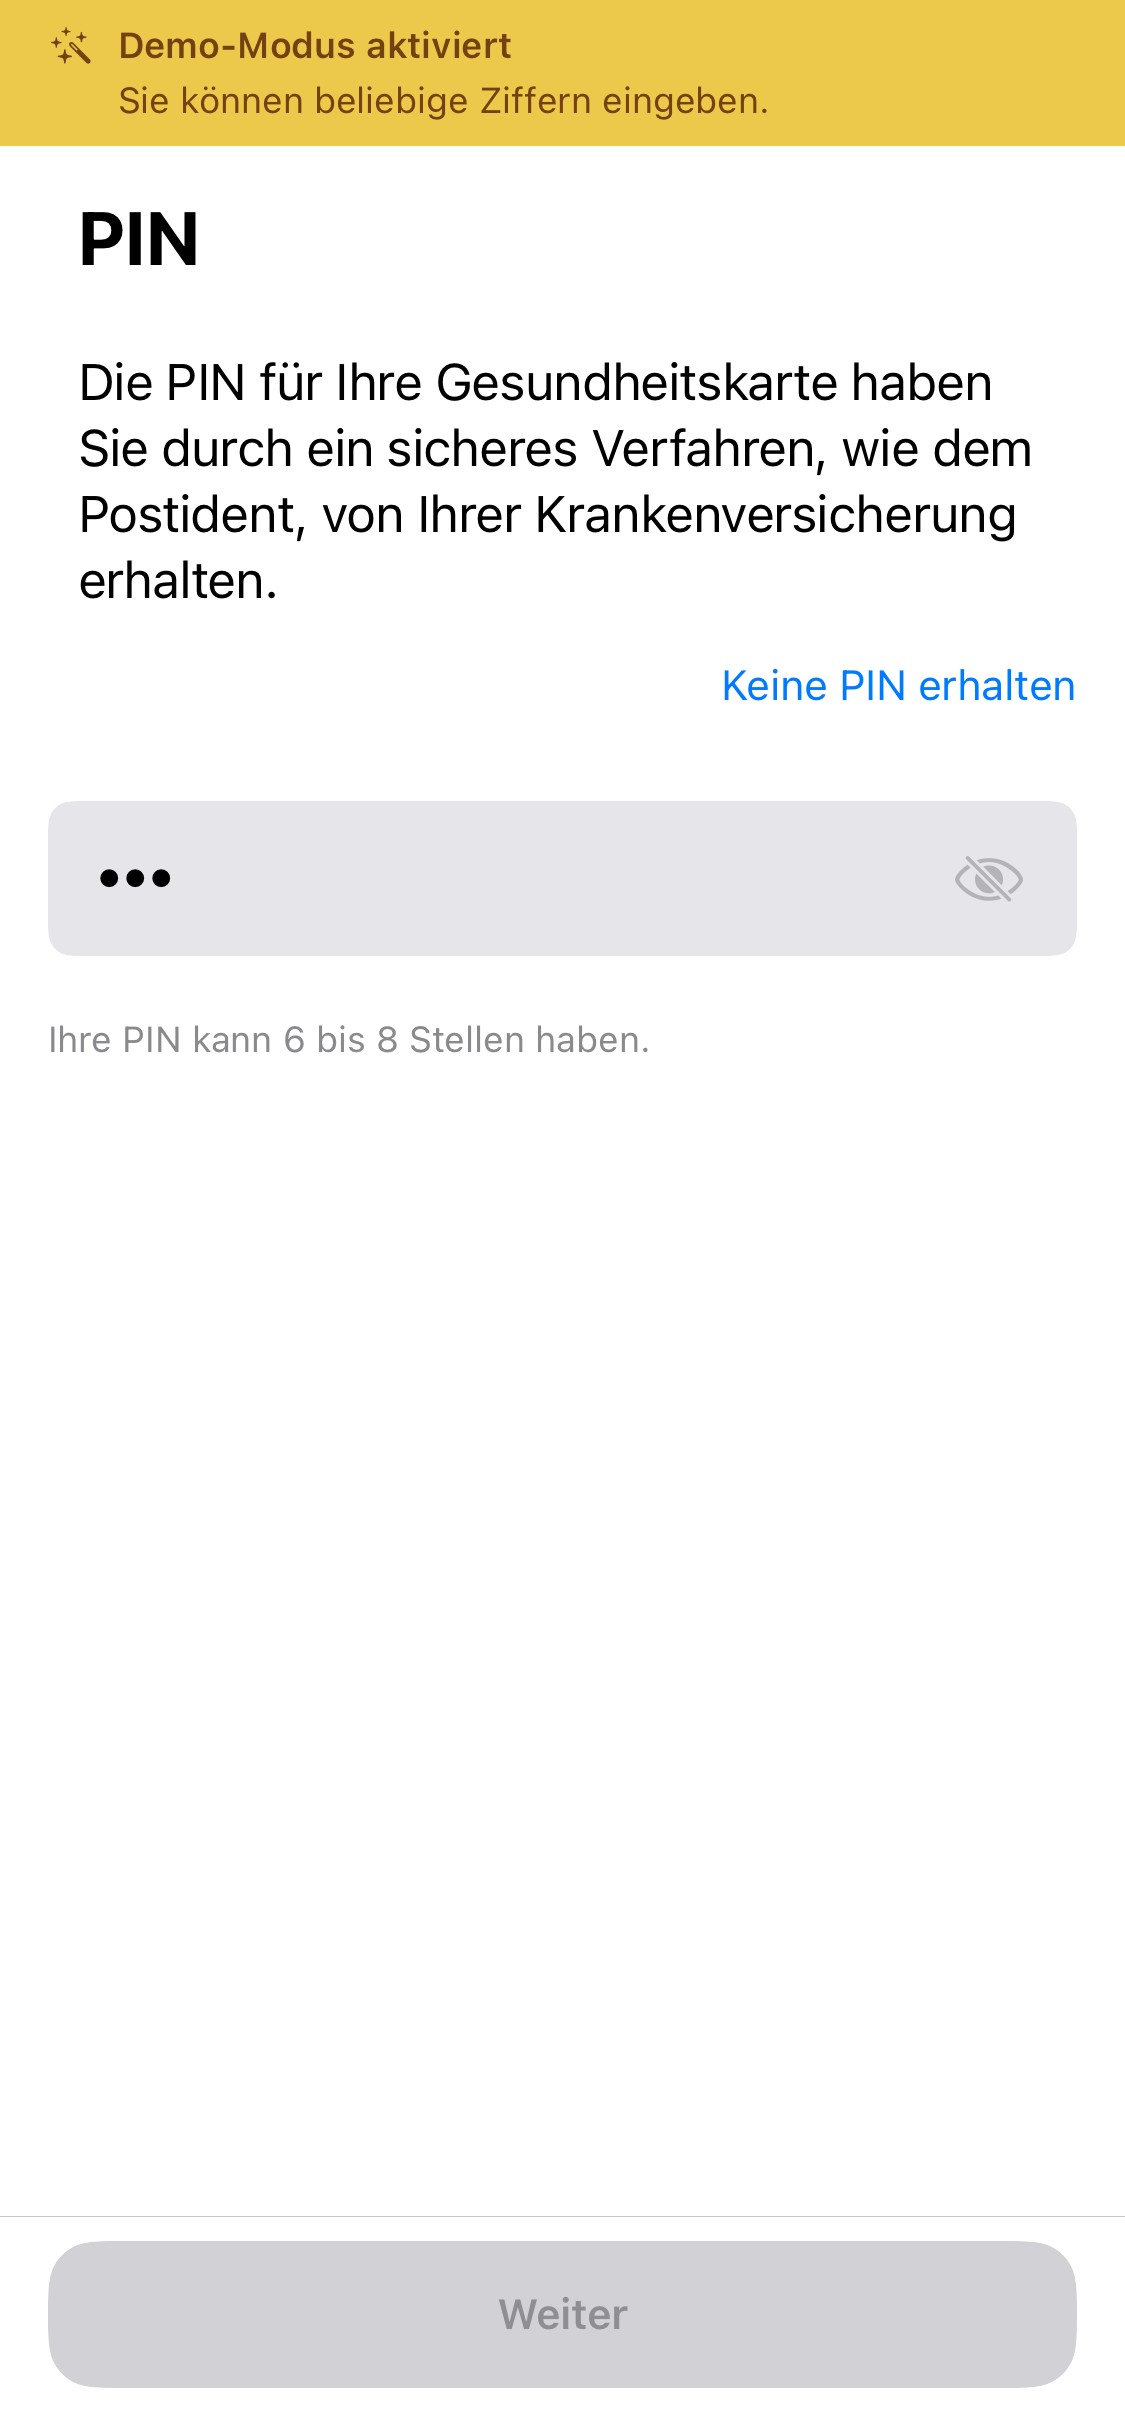 Demo-Modus aktiviert
Sie können beliebige Ziffern eingeben.
PIN
Die PIN für Ihre Gesundheitskarte haben
Sie durch ein sicheres Verfahren, wie dem
Postident, von Ihrer Krankenversicherung
erhalten.
Keine PIN erhalten
•••
Ihre PIN kann 6 bis 8 Stellen haben.
Weiter